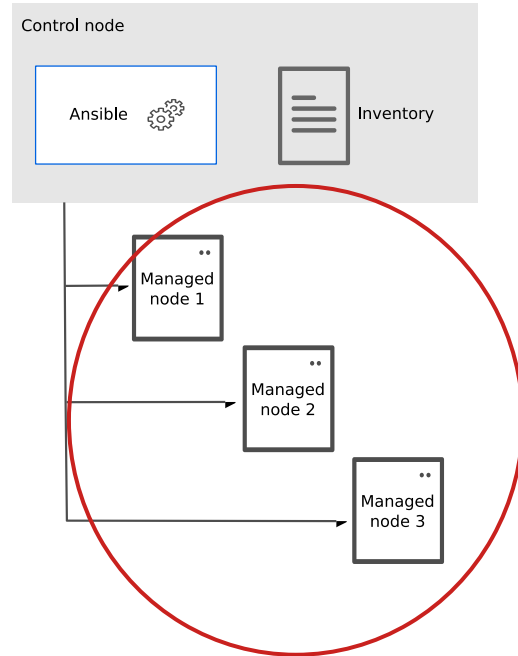 Control node
Ansible
Inventory
Managed
node 1
Managed
node 2
Managed
node 3